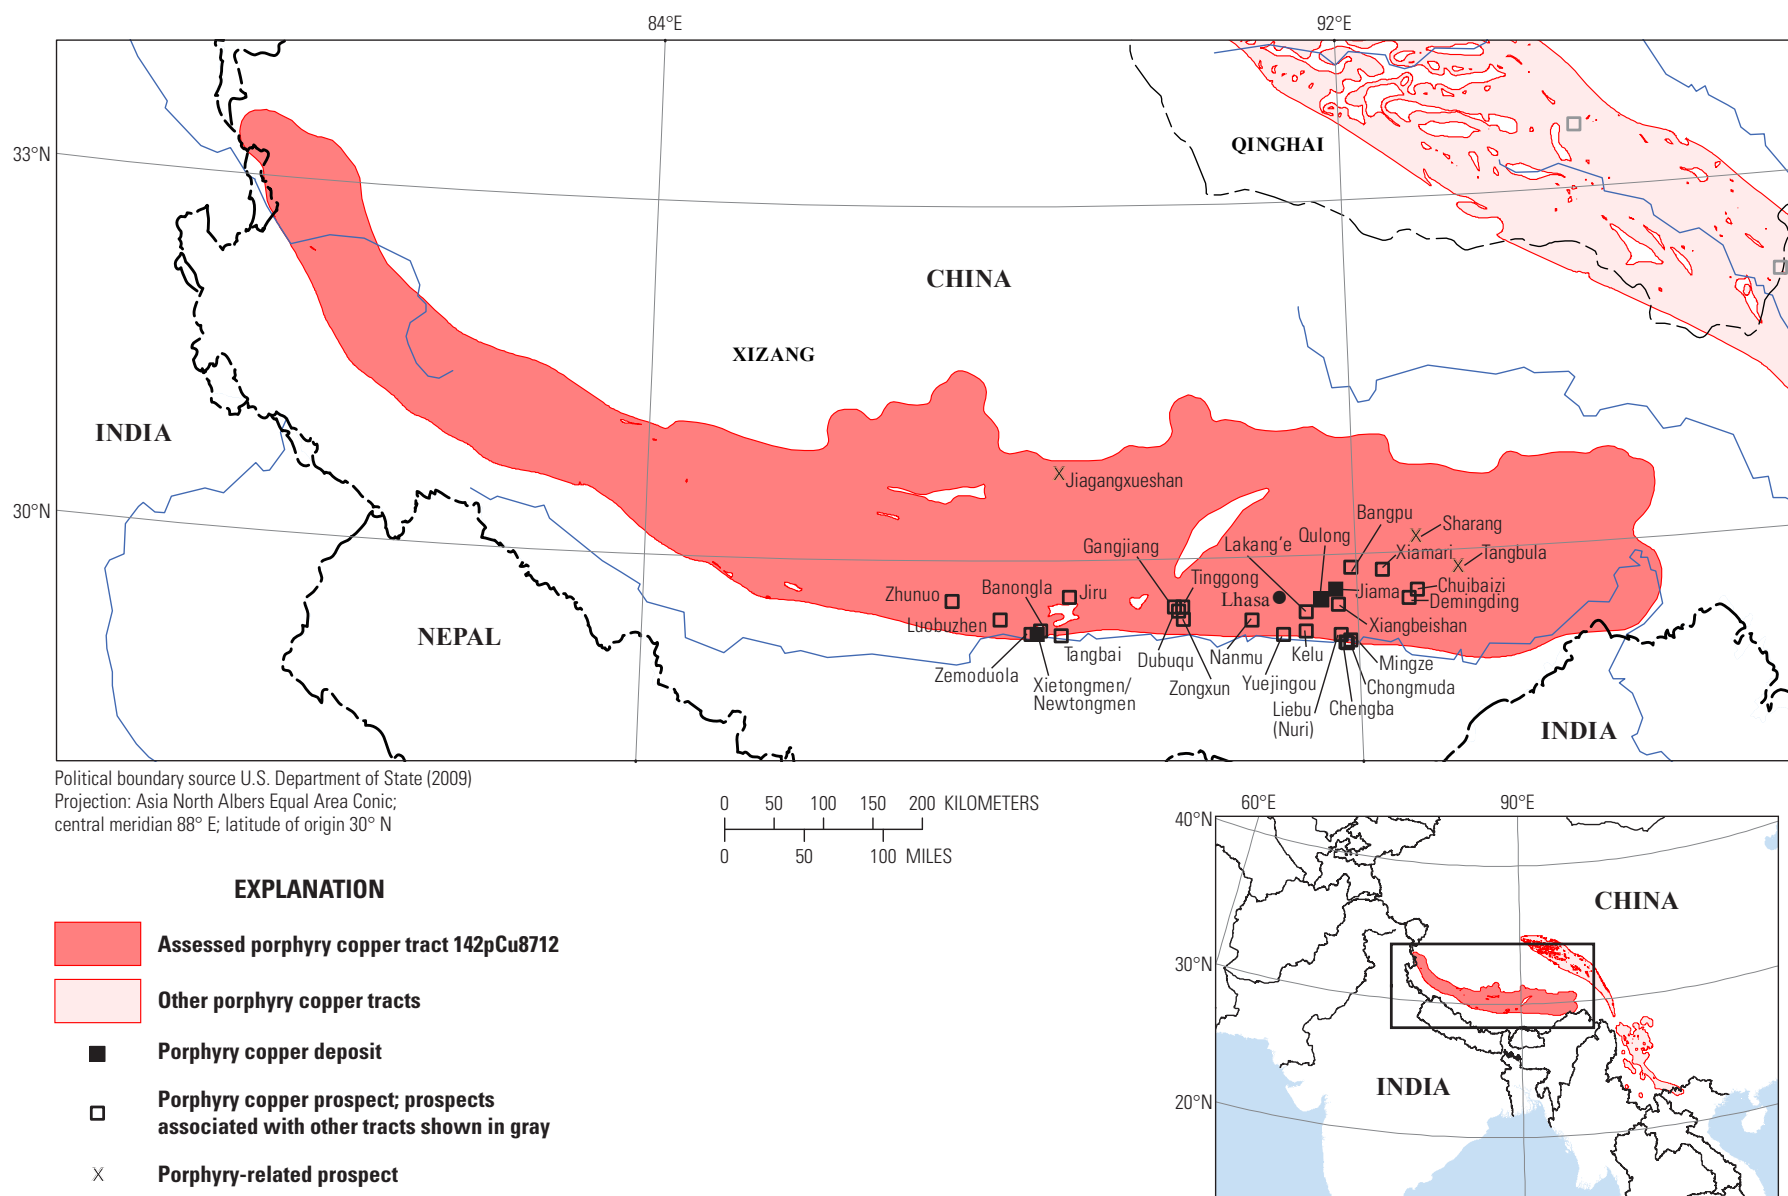 84°E
92°E
33°N
30°N
QINGHAI
CHINA
XIZANG
INDIA
NEPAL
INDIA
Jiagangxueshan
Bangpu
Sharang
Qulong
Gangjiang
Lakang'e
Xiamari
Tangbula
Tinggong
Zhunuo
Banongla
Jiru
Lhasa
Jiama
Chuibaizi
Demingding
Luobuzhen
Xiangbeishan
Zemoduola
Tangbai
Dubuqu
Nanmu
Kelu
Mingze
Xietongmen/
Newtongmen
Zongxun
Yuejingou
Chongmuda
Liebu
(Nuri)
Chengba
Political boundary source U.S. Department of State (2009)
Projection: Asia North Albers Equal Area Conic;
central meridian 88° E; latitude of origin 30° N
0 50 100 150 200 KILOMETERS
0 50 100 MILES
EXPLANATION
Assessed porphyry copper tract 142pCu8712
Other porphyry copper tracts
Porphyry copper deposit
Porphyry copper prospect; prospects
associated with other tracts shown in gray
X Porphyry-related prospect
60°E
90°E
40°N
30°N
20°N
CHINA
INDIA